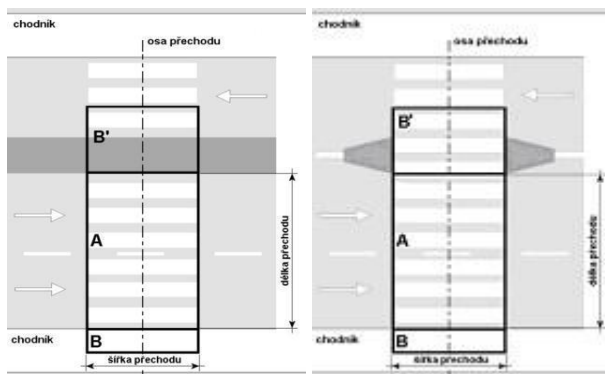 chodník
osa přechodu
B'
A
délka přechodu
chodník
B
šířka přechodu
chodník
osa přechodu
B'
A
délka přechodu
chodník
B
šířka přechodu